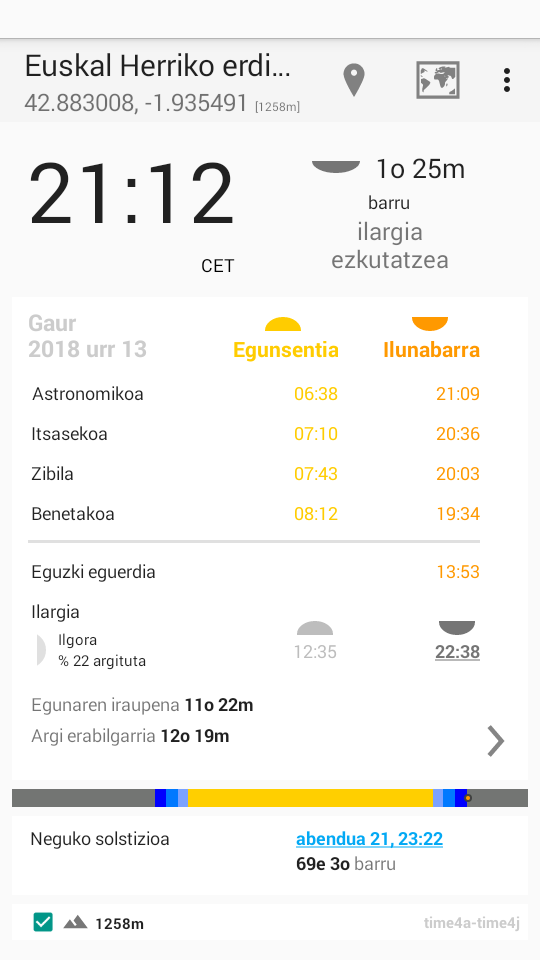 Euskal Herriko erdi...
42.883008, -1.935491 [1258m]
21:12
CET
1o 25m
barru
ilargia
ezkutatzea
Gaur
2018 urr 13
Egunsentia
Ilunabarra
Astronomikoa 06:38 21:09
Itsasekoa 07:10 20:36
Zibila 07:43 20:03
Benetakoa 08:12 19:34
Eguzki eguerdia 13:53
Ilargia
Ilgora
% 22 argituta
12:35 22:38
Egunaren iraupena 11o 22m
Argi erabilgarria 12o 19m
Neguko solstizioa abendua 21, 23:22
69e 3o barru
1258m time4a-time4j